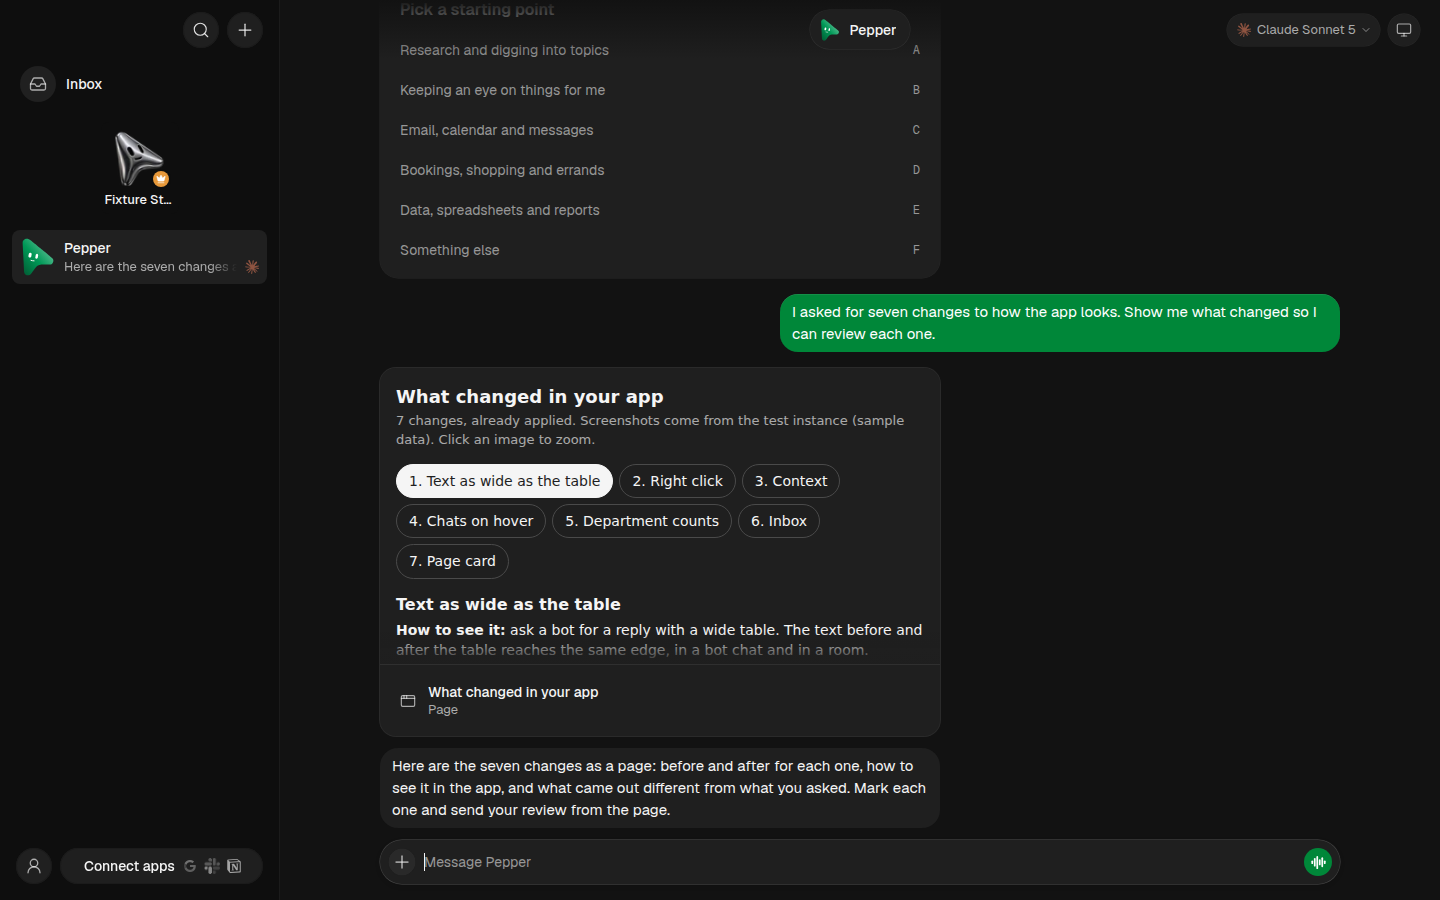 Inbox
Fixture St...
Pepper
Here are the seven changes
Connect apps
Pepper
Claude Sonnet 5
Pick a starting point
Research and digging into topics A
Keeping an eye on things for me B
Email, calendar and messages C
Bookings, shopping and errands D
Data, spreadsheets and reports E
Something else F
I asked for seven changes to how the app looks. Show me what changed so I
can review each one.
What changed in your app
7 changes, already applied. Screenshots come from the test instance (sample
data). Click an image to zoom.
1. Text as wide as the table 2. Right click 3. Context
4. Chats on hover 5. Department counts 6. Inbox
7. Page card
Text as wide as the table
How to see it: ask a bot for a reply with a wide table. The text before and
after the table reaches the same edge, in a bot chat and in a room.
What changed in your app
Page
Here are the seven changes as a page: before and after for each one, how to
see it in the app, and what came out different from what you asked. Mark each
one and send your review from the page.
Message Pepper